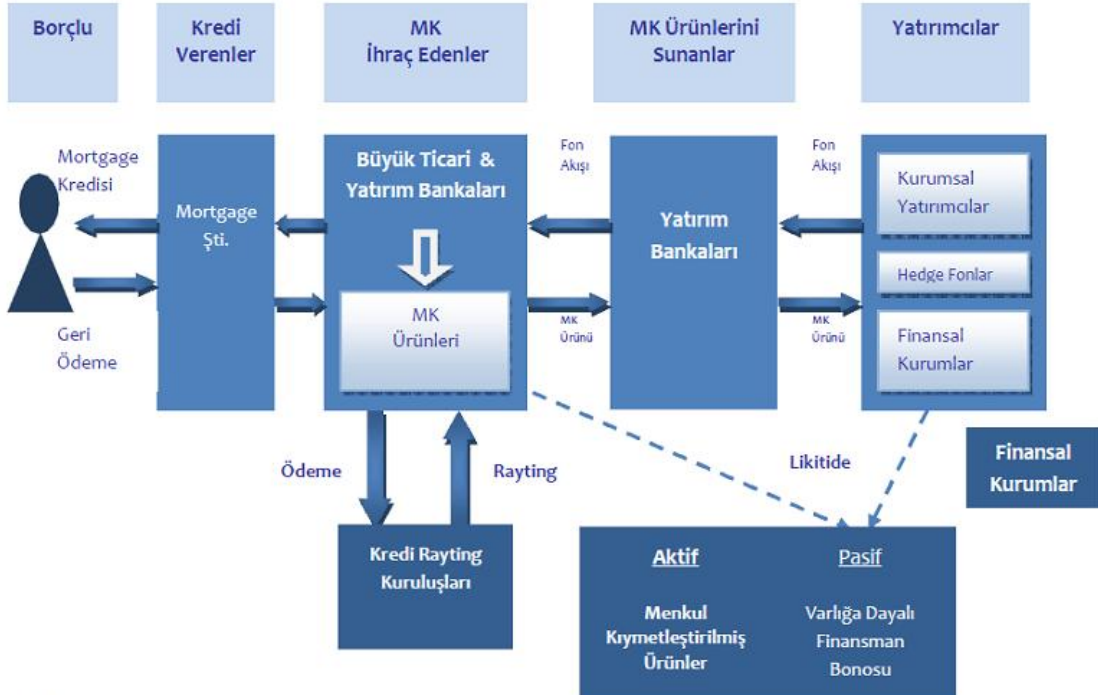 Borçlu
Kredi
Verenler
MK
İhraç Edenler
MK Ürünlerini
Sunanlar
Yatırımcılar
Mortgage
Kredisi
Geri
Ödeme
Mortgage
Şti.
Büyük Ticari &
Yatırım Bankaları
MK
Ürünleri
Fon
Akışı
MK
Ürünü
Yatırım
Bankaları
Fon
Akışı
MK
Ürünü
Kurumsal
Yatırımcılar
Hedge Fonlar
Finansal
Kurumlar
Ödeme
Rayting
Likitide
Finansal
Kurumlar
Kredi Rayting
Kuruluşları
Aktif
Menkul
Kıymetleştirilmiş
Ürünler
Pasif
Varlığa Dayalı
Finansman
Bonosu